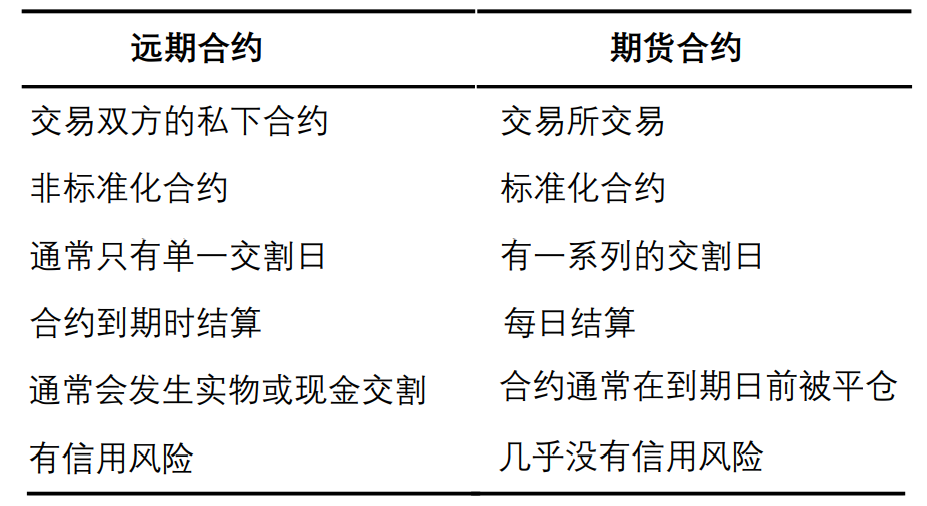 远期合约 期货合约
交易双方的私下合约 交易所交易
非标准化合约 标准化合约
通常只有单一交割日 有一系列的交割日
合约到期时结算 每日结算
通常会发生实物或现金交割 合约通常在到期日前被平仓
有信用风险 几乎没有信用风险